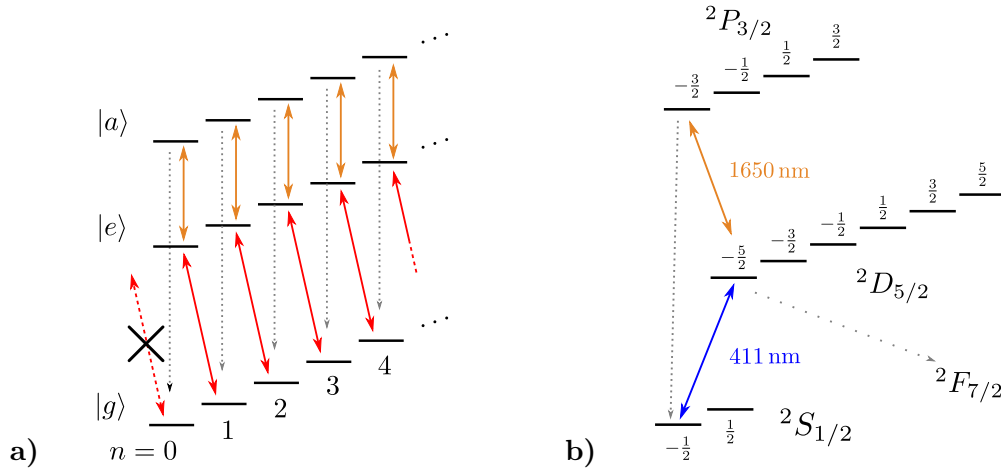 a)
|a⟩
|e⟩
|g⟩
n = 0
1
2
3
4
...
...
...
b)
²P₃/₂
-3/2
-1/2
1/2
3/2
1650 nm
-5/2
-3/2
-1/2
1/2
3/2
5/2
²D₅/₂
411 nm
²F₇/₂
-1/2
1/2
²S₁/₂